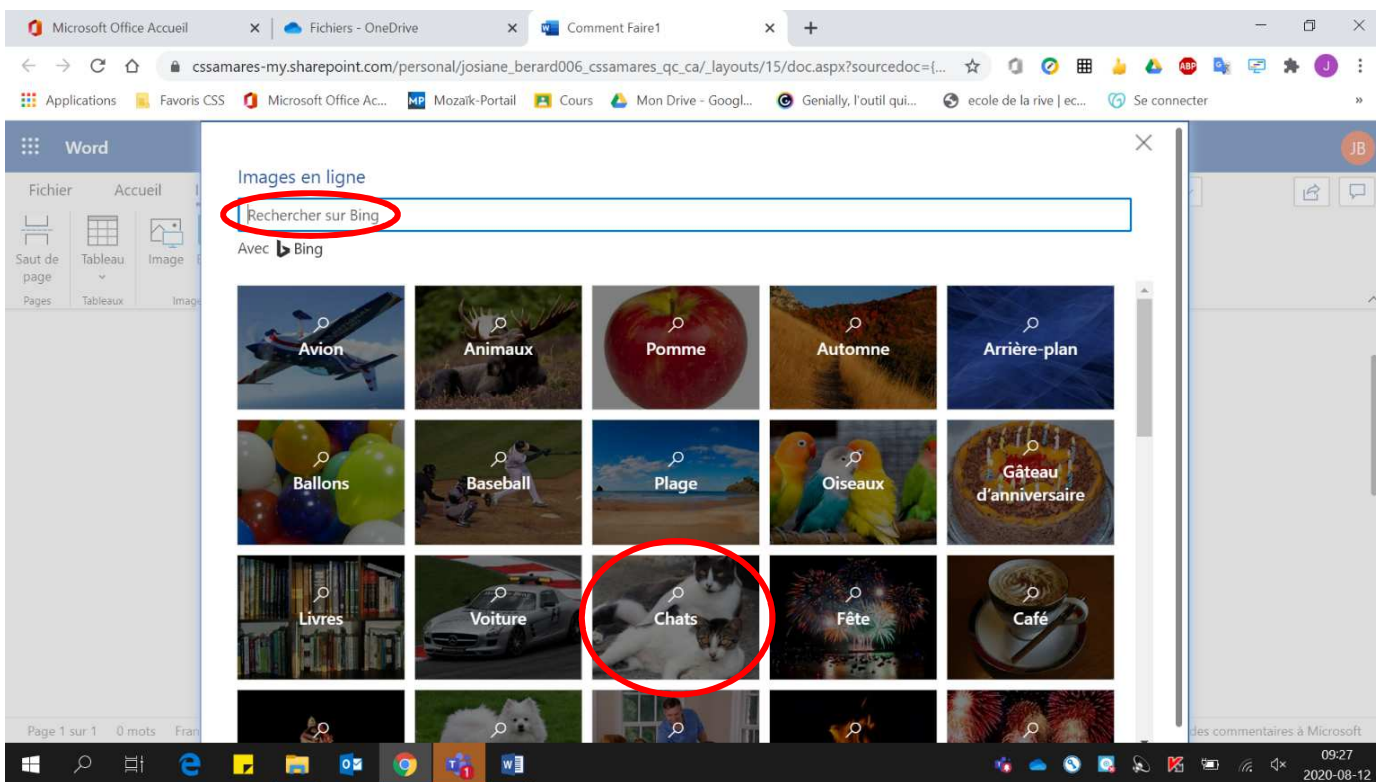 Microsoft Office Accueil
Fichiers - OneDrive
Comment Faire1
cssamares-my.sharepoint.com/personal/josiane_berard006_cssamares_qc_ca/_layouts/15/doc.aspx?sourcedoc={...
ABP
J
Applications
Favoris CSS
Microsoft Office Ac...
MP Mozaïk-Portail
Cours
Mon Drive - Googl...
Genially, l'outil qui...
ecole de la rive | ec...
Se connecter
»
Word
JB
Fichier
Accueil
Saut de page
Tableau
Image
Pages
Tableaux
Image
Images en ligne
Rechercher sur Bing
Avec Bing
Avion
Animaux
Pomme
Automne
Arrière-plan
Ballons
Baseball
Plage
Oiseaux
Gâteau
d'anniversaire
Livres
Voiture
Chats
Fête
Café
Page 1 sur 1
0 mots
Fran
des commentaires à Microsoft
09:27
2020-08-12